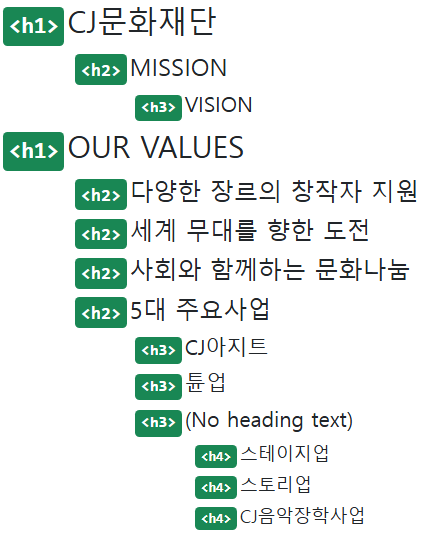 <h1> CJ문화재단
<h2> MISSION
<h3> VISION
<h1> OUR VALUES
<h2> 다양한 장르의 창작자 지원
<h2> 세계 무대를 향한 도전
<h2> 사회와 함께하는 문화나눔
<h2> 5대 주요사업
<h3> CJ아지트
<h3> 튠업
<h3> (No heading text)
<h4> 스테이지업
<h4> 스토리업
<h4> CJ음악장학사업